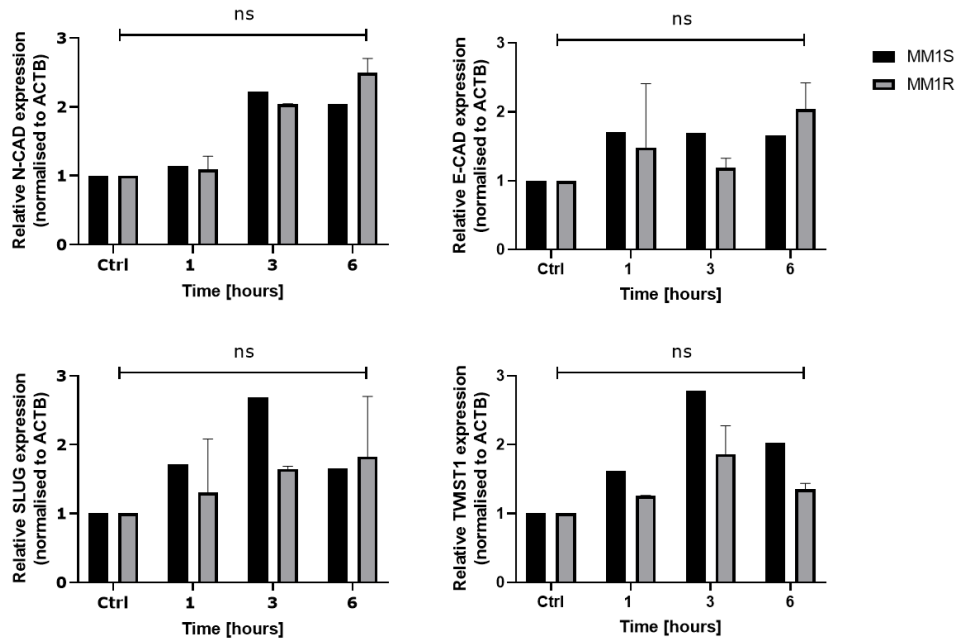 ns
Relative N-CAD expression
(normalised to ACTB)
3
2
1
0
Ctrl 1 3 6
Time [hours]
ns
Relative E-CAD expression
(normalised to ACTB)
3
2
1
0
Ctrl 1 3 6
Time [hours]
MM1S
MM1R
ns
Relative SLUG expression
(normalised to ACTB)
3
2
1
0
Ctrl 1 3 6
Time [hours]
ns
Relative TWIST1 expression
(normalised to ACTB)
3
2
1
0
Ctrl 1 3 6
Time [hours]